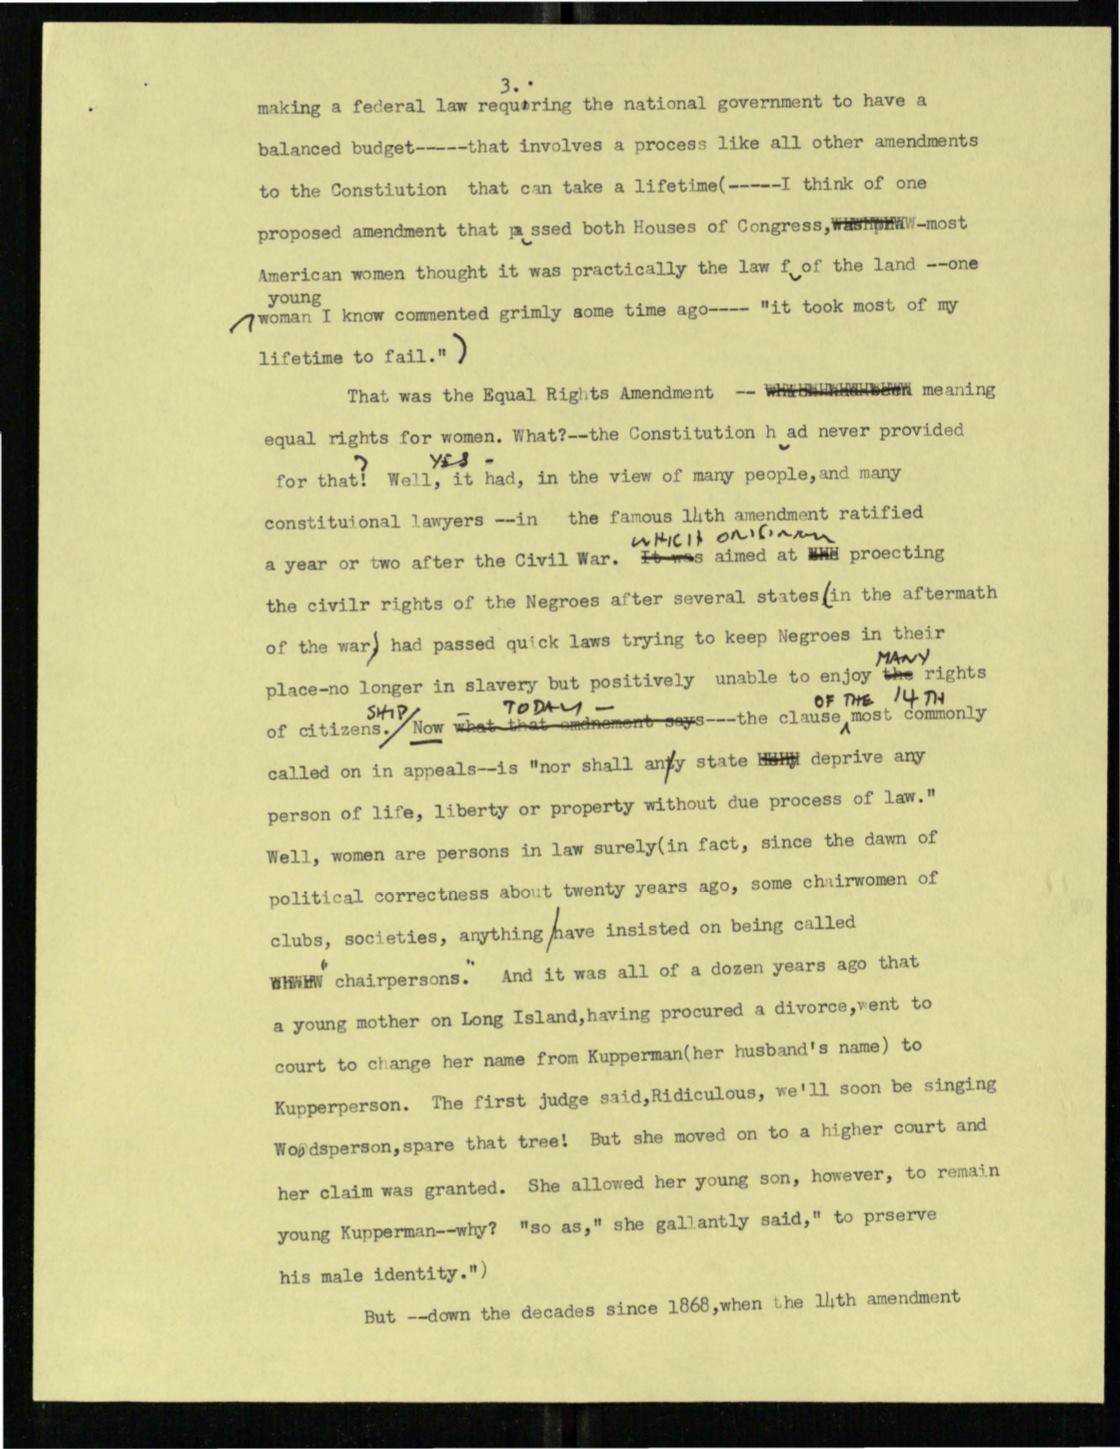 3.
making a federal law requiring the national government to have a
balanced budget-----that involves a process like all other amendments
to the Constiution that can take a lifetime(-----I think of one
proposed amendment that passed both Houses of Congress, -most
American women thought it was practically the law f of the land --one
young
woman I know commented grimly some time ago---- "it took most of my
lifetime to fail.")
That was the Equal Rights Amendment -- meaning
equal rights for women. What?--the Constitution h ad never provided
YES -
for that?! Well, it had, in the view of many people,and many
constituional lawyers --in the famous 14th amendment ratified
WHICH ORIGINALLY
a year or two after the Civil War. It was aimed at proecting
the civilr rights of the Negroes after several states(in the aftermath
of the war) had passed quick laws trying to keep Negroes in their
MANY
place-no longer in slavery but positively unable to enjoy the rights
SHIP/ - TODAY - OF THE 14TH
of citizens. Now what that amdnement says---the clause most commonly
called on in appeals--is "nor shall anty state deprive any
person of life, liberty or property without due process of law."
Well, women are persons in law surely(in fact, since the dawn of
political correctness about twenty years ago, some chairwomen of
clubs, societies, anything/have insisted on being called
"chairpersons." And it was all of a dozen years ago that
a young mother on Long Island,having procured a divorce,went to
court to change her name from Kupperman(her husband's name) to
Kupperperson. The first judge said,Ridiculous, we'll soon be singing
Woodsperson,spare that tree! But she moved on to a higher court and
her claim was granted. She allowed her young son, however, to remain
young Kupperman--why? "so as," she gallantly said," to prserve
his male identity.")
But --down the decades since 1868,when the 14th amendment